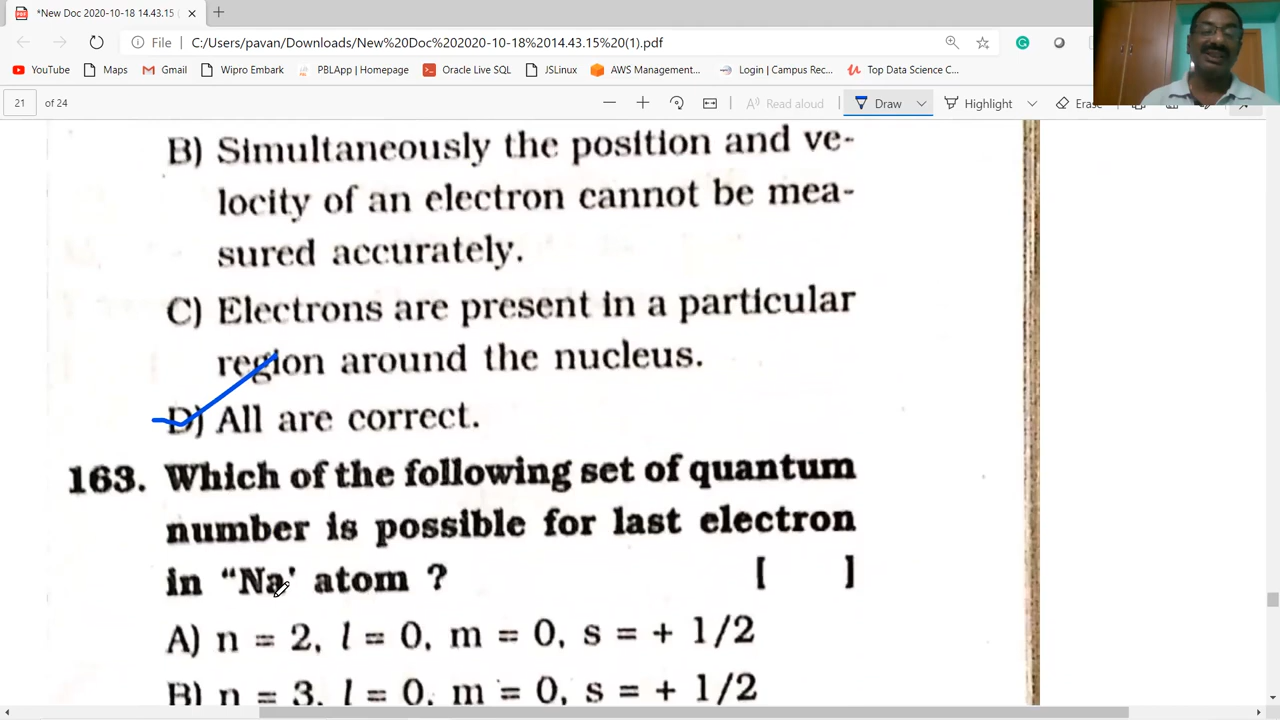 *New Doc 2020-10-18 14.43.15
File C:/Users/pavan/Downloads/New%20Doc%202020-10-18%2014.43.15%20(1).pdf
YouTube Maps Gmail Wipro Embark PBLApp | Homepage Oracle Live SQL JSLinux AWS Management... Login | Campus Rec... Top Data Science C...
21 of 24 Read aloud Draw Highlight Erase
B) Simultaneously the position and ve-
locity of an electron cannot be mea-
sured accurately.
C) Electrons are present in a particular
region around the nucleus.
D) All are correct.
163. Which of the following set of quantum
number is possible for last electron
in “Na' atom ? [ ]
A) n = 2, l = 0, m = 0, s = + 1/2
B) n = 3, l = 0, m = 0, s = + 1/2